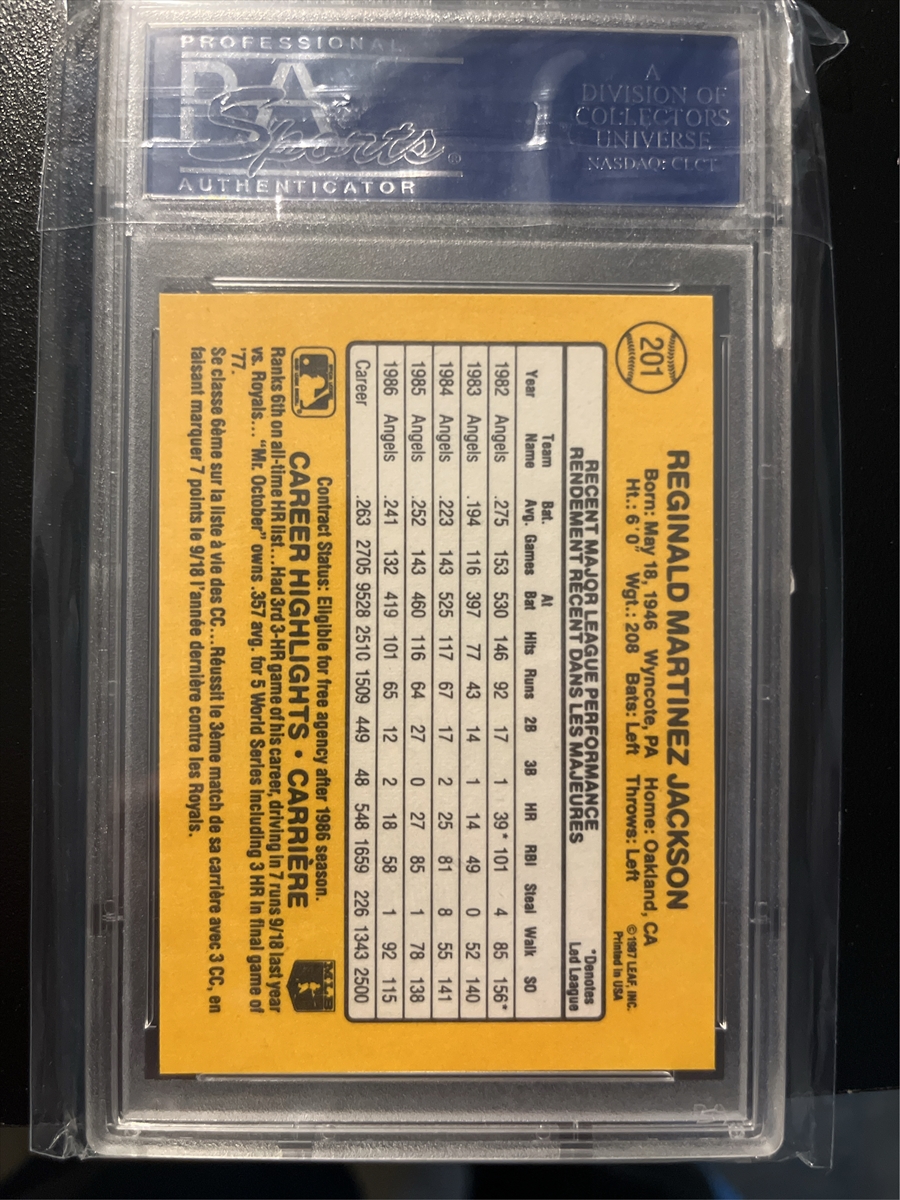 PROFESSIONAL
PSA
Sports®
AUTHENTICATOR
A
DIVISION OF
COLLECTORS
UNIVERSE
NASDAQ: CLCT
201
REGINALD MARTINEZ JACKSON
Born: May 18, 1946 Wyncote, PA Home: Oakland, CA
Ht.: 6'0" Wgt.: 208 Bats: Left Throws: Left
©1987 LEAF, INC.
Printed in USA
RECENT MAJOR LEAGUE PERFORMANCE
RENDEMENT RÉCENT DANS LES MAJEURES
*Denotes
Led League
Year Team Name Bat. Avg. Games At Bat Hits Runs 2B 3B HR RBI Steal Walk SO
1982 Angels .275 153 530 146 92 17 1 39* 101 4 85 156*
1983 Angels .194 116 397 77 43 14 1 14 49 0 52 140
1984 Angels .223 143 525 117 67 17 2 25 81 8 55 141
1985 Angels .252 143 460 116 64 27 0 27 85 1 78 138
1986 Angels .241 132 419 101 65 12 2 18 58 1 92 115
Career .263 2705 9528 2510 1509 449 48 548 1659 226 1343 2500
Contract Status: Eligible for free agency after 1986 season.
CAREER HIGHLIGHTS • CARRIÈRE
Ranks 6th on all-time HR list...Had 3rd 3-HR game of his career, driving in 7 runs 9/18 last year
vs. Royals... "Mr. October" owns .357 avg. for 5 World Series including 3 HR in final game of
'77.
Se classe 6ème sur la liste à vie des CC...Réussit le 3ème match de sa carrière avec 3 CC, en
faisant marquer 7 points le 9/18 l'année dernière contre les Royals.
MLB